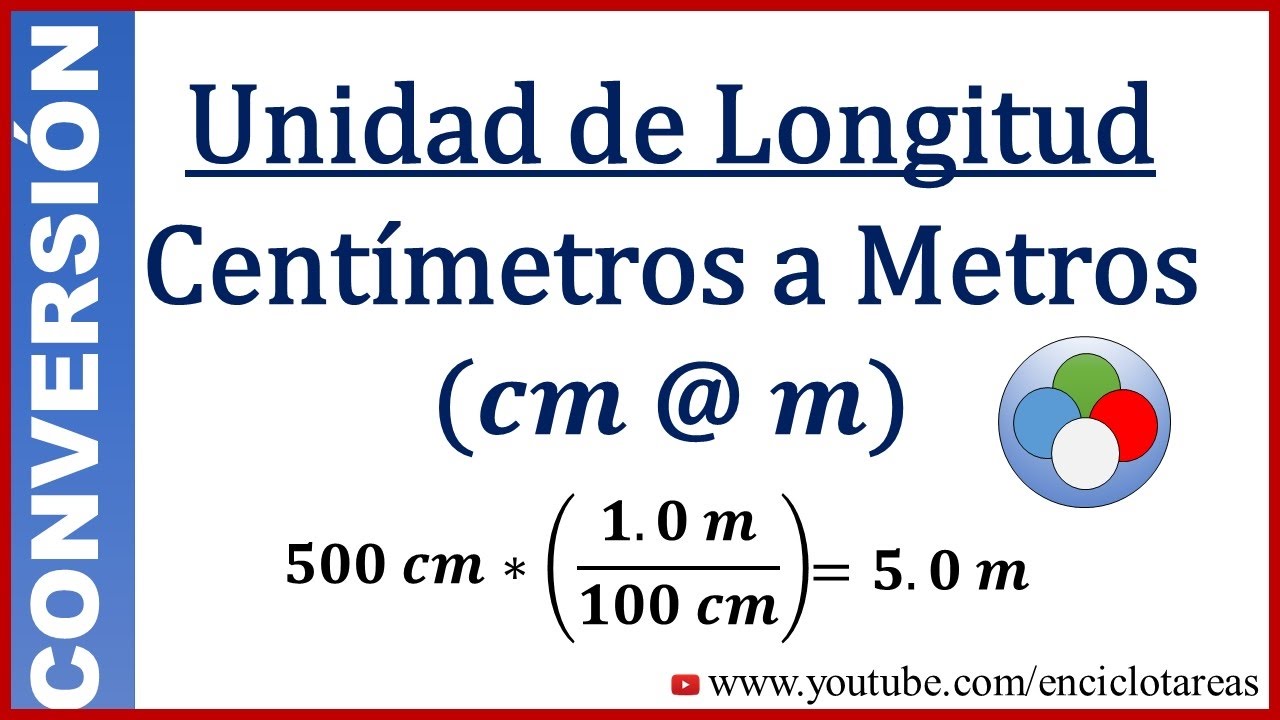 CONVERSIÓN
Unidad de Longitud
Centímetros a Metros
(cm @ m)
500 cm * (1.0 m / 100 cm) = 5.0 m
www.youtube.com/enciclotareas